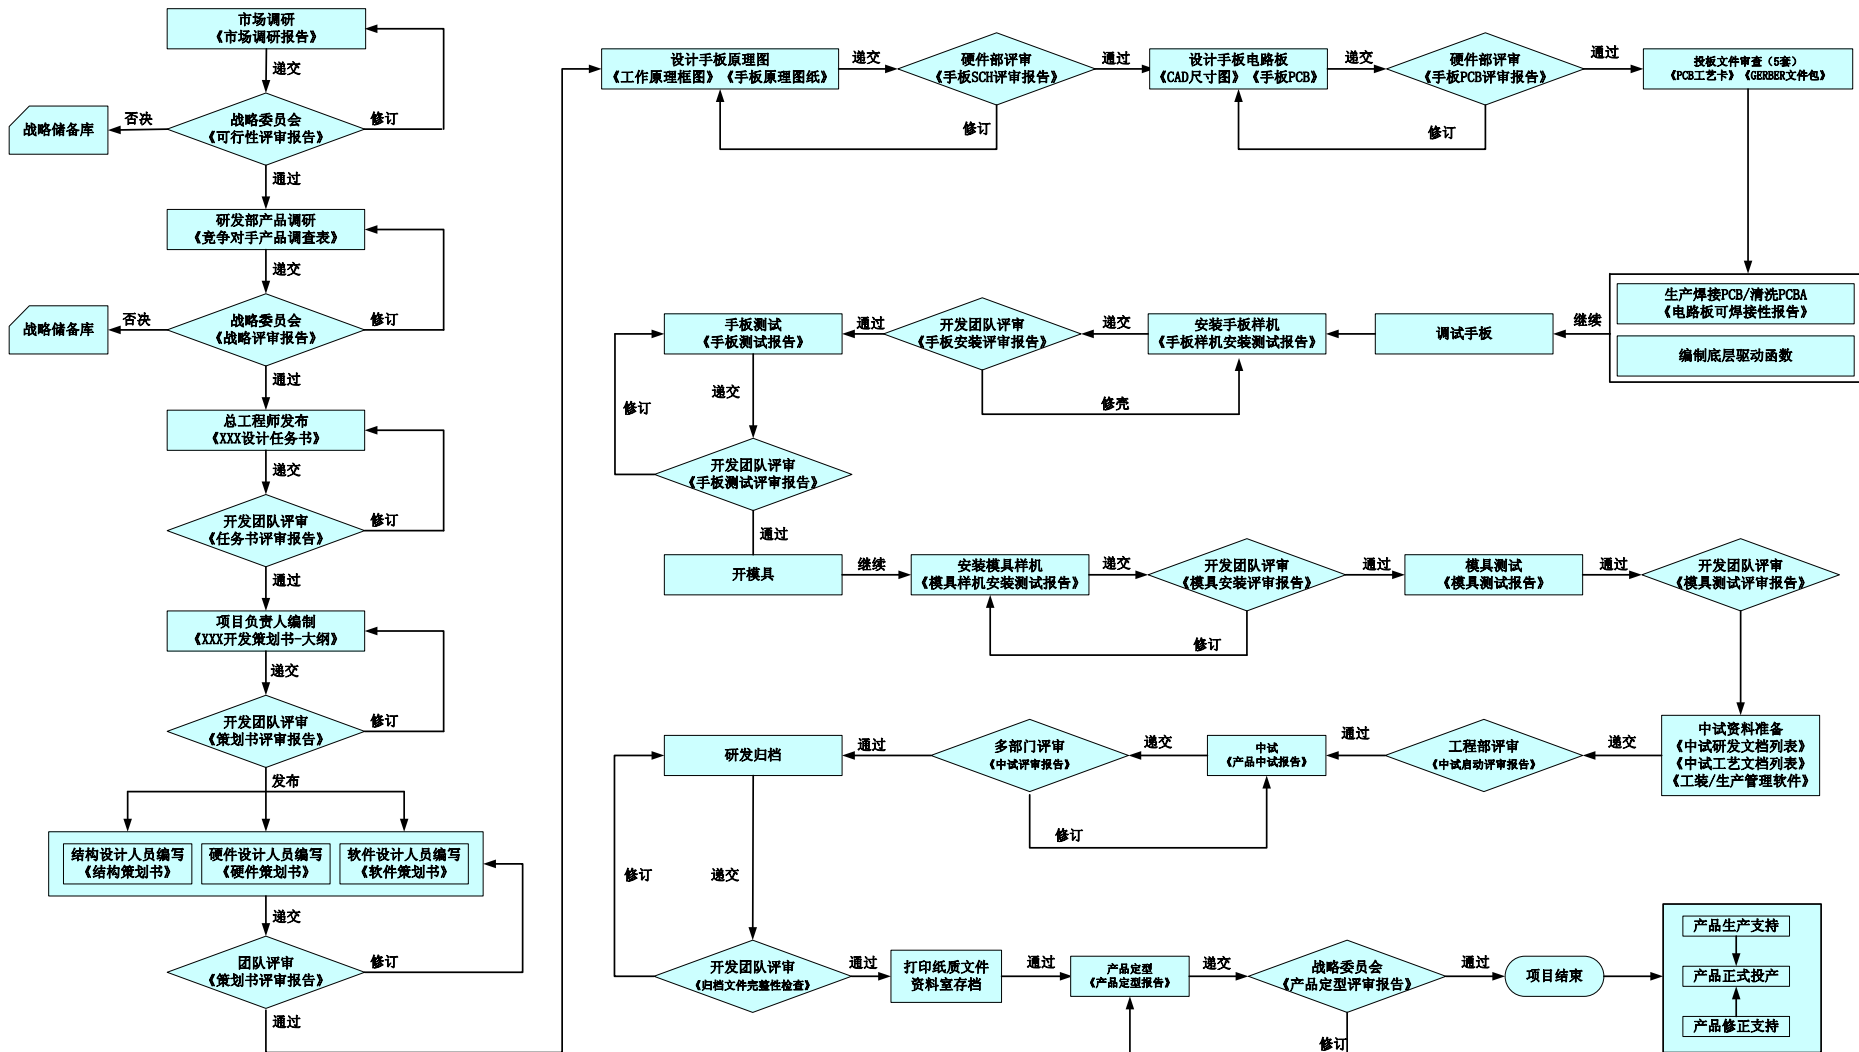 市场调研
《市场调研报告》
递交
战略委员会
《可行性评审报告》
否决
战略储备库
修订
通过
研发部产品调研
《竞争对手产品调查表》
递交
战略委员会
《战略评审报告》
否决
战略储备库
修订
通过
总工程师发布
《XXX设计任务书》
递交
开发团队评审
《任务书评审报告》
修订
通过
项目负责人编制
《XXX开发策划书-大纲》
递交
开发团队评审
《策划书评审报告》
修订
发布
结构设计人员编写
《结构策划书》
硬件设计人员编写
《硬件策划书》
软件设计人员编写
《软件策划书》
递交
团队评审
《策划书评审报告》
修订
通过
设计手板原理图
《工作原理框图》《手板原理图纸》
递交
硬件部评审
《手板SCH评审报告》
修订
通过
设计手板电路板
《CAD尺寸图》《手板PCB》
递交
硬件部评审
《手板PCB评审报告》
修订
通过
投板文件审查（5套）
《PCB工艺卡》《GERBER文件包》
生产焊接PCB/清洗PCBA
《电路板可焊接性报告》
编制底层驱动函数
继续
调试手板
安装手板样机
《手板样机安装测试报告》
递交
开发团队评审
《手板安装评审报告》
修亮
通过
手板测试
《手板测试报告》
递交
修订
开发团队评审
《手板测试评审报告》
通过
开模具
继续
安装模具样机
《模具样机安装测试报告》
递交
开发团队评审
《模具安装评审报告》
修订
通过
模具测试
《模具测试报告》
通过
开发团队评审
《模具测试评审报告》
中试资料准备
《中试研发文档列表》
《中试工艺文档列表》
《工装/生产管理软件》
递交
工程部评审
《中试启动评审报告》
通过
中试
《产品中试报告》
递交
多部门评审
《中试评审报告》
修订
通过
研发归档
递交
修订
开发团队评审
《归档文件完整性检查》
通过
打印纸质文件
资料室存档
通过
产品定型
《产品定型报告》
递交
战略委员会
《产品定型评审报告》
修订
通过
项目结束
产品生产支持
产品正式投产
产品修正支持